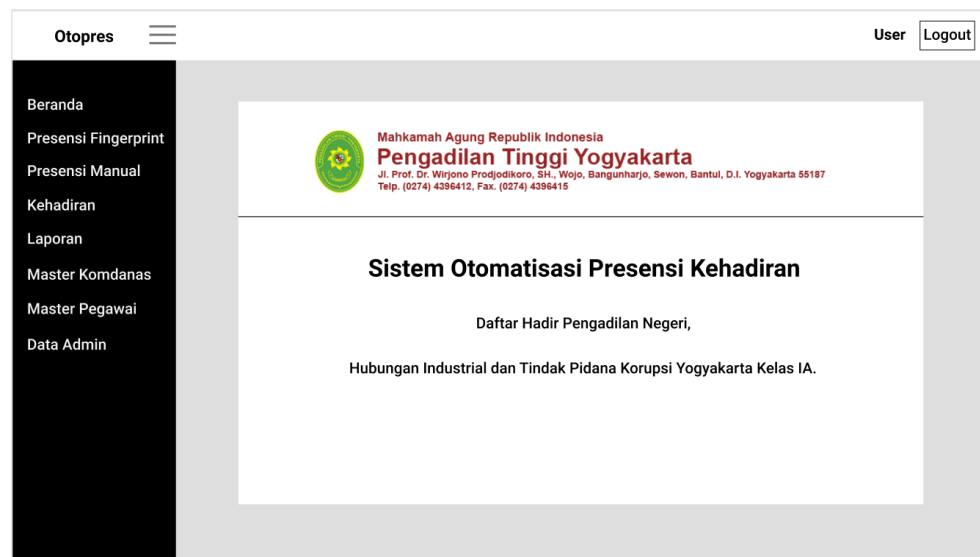 Otopres
User
Logout
Beranda
Presensi Fingerprint
Presensi Manual
Kehadiran
Laporan
Master Komdanas
Master Pegawai
Data Admin
Mahkamah Agung Republik Indonesia
Pengadilan Tinggi Yogyakarta
Jl. Prof. Dr. Wirjono Prodjodikoro, SH., Wojo, Bangunharjo, Sewon, Bantul, D.I. Yogyakarta 55187
Telp. (0274) 4396412, Fax. (0274) 4396415
Sistem Otomatisasi Presensi Kehadiran
Daftar Hadir Pengadilan Negeri,
Hubungan Industrial dan Tindak Pidana Korupsi Yogyakarta Kelas IA.